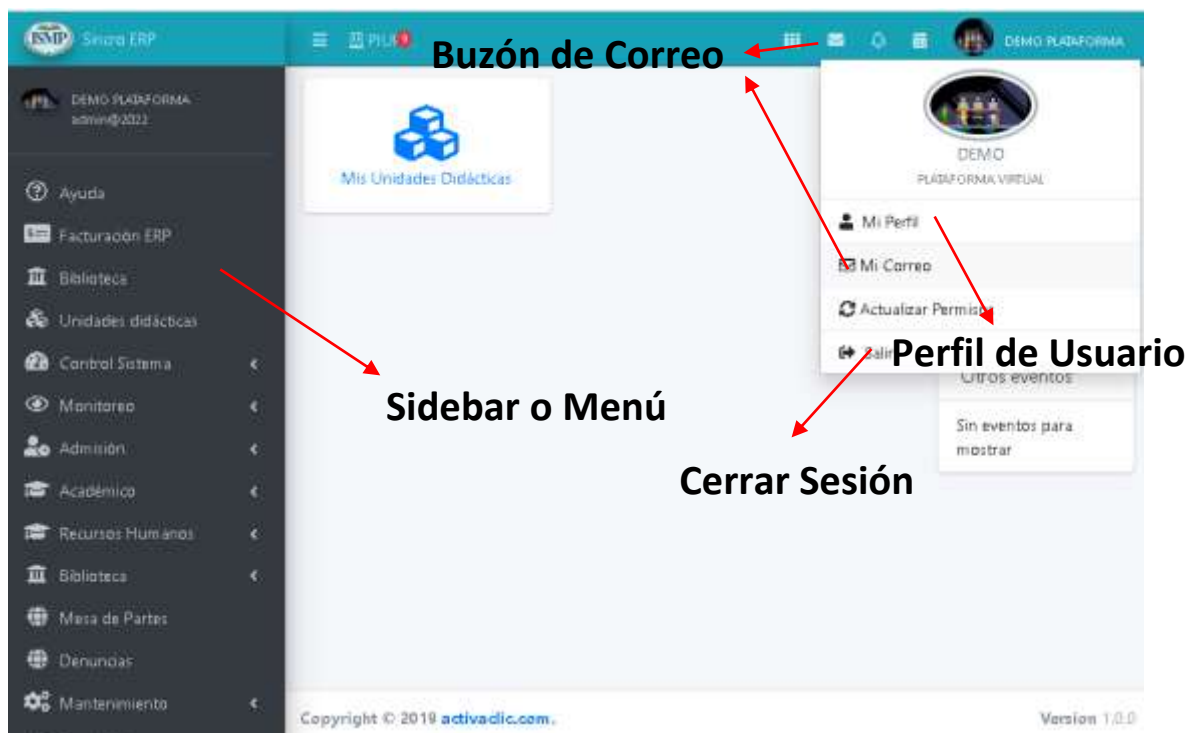 ISMP Sincro ERP
PIU
DEMO PLATAFORMA
Buzón de Correo
DEMO PLATAFORMA
admin@2022
Ayuda
Facturación ERP
Biblioteca
Unidades didácticas
Control Sistema
Monitoreo
Admisión
Académico
Recursos Humanos
Biblioteca
Mesa de Partes
Denuncias
Mantenimiento
Mis Unidades Didácticas
DEMO
PLATAFORMA VIRTUAL
Mi Perfil
Mi Correo
Actualizar Permisos
Salir
Perfil de Usuario
Otros eventos
Sin eventos para
mostrar
Sidebar o Menú
Cerrar Sesión
Copyright © 2019 activaclic.com.
Version 1.0.0